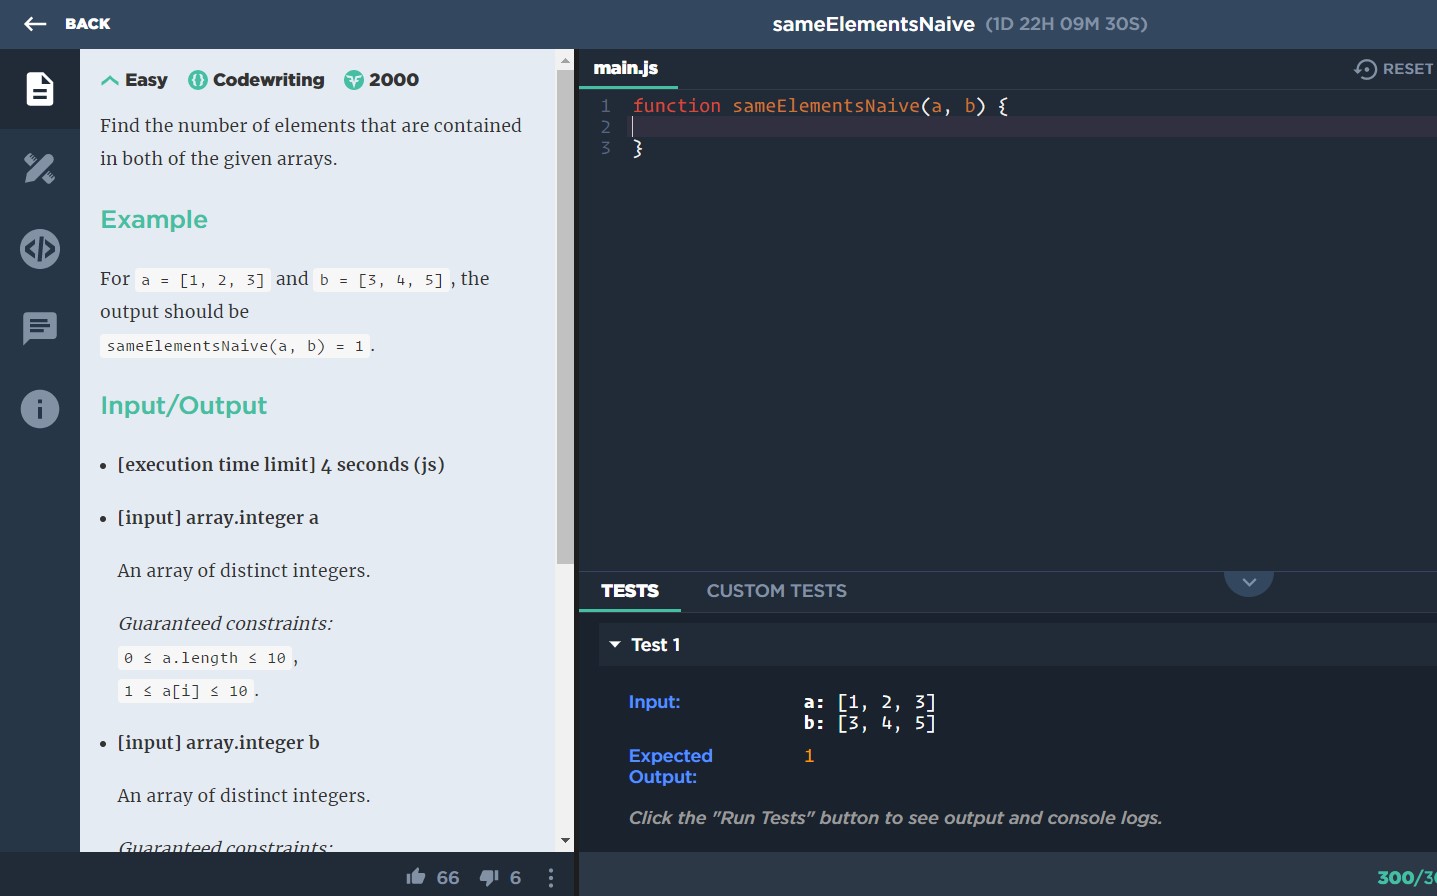 BACK
sameElementsNaive (1D 22H 09M 30S)
Easy Codewriting 2000
Find the number of elements that are contained
in both of the given arrays.
Example
For a = [1, 2, 3] and b = [3, 4, 5], the
output should be
sameElementsNaive(a, b) = 1.
Input/Output
• [execution time limit] 4 seconds (js)
• [input] array.integer a
An array of distinct integers.
Guaranteed constraints:
0 ≤ a.length ≤ 10,
1 ≤ a[i] ≤ 10.
• [input] array.integer b
An array of distinct integers.
Guaranteed constraints:
66 6
main.js
RESET
1 function sameElementsNaive(a, b) {
2
3 }
TESTS CUSTOM TESTS
Test 1
Input: a: [1, 2, 3]
b: [3, 4, 5]
Expected 1
Output:
Click the "Run Tests" button to see output and console logs.
300/3